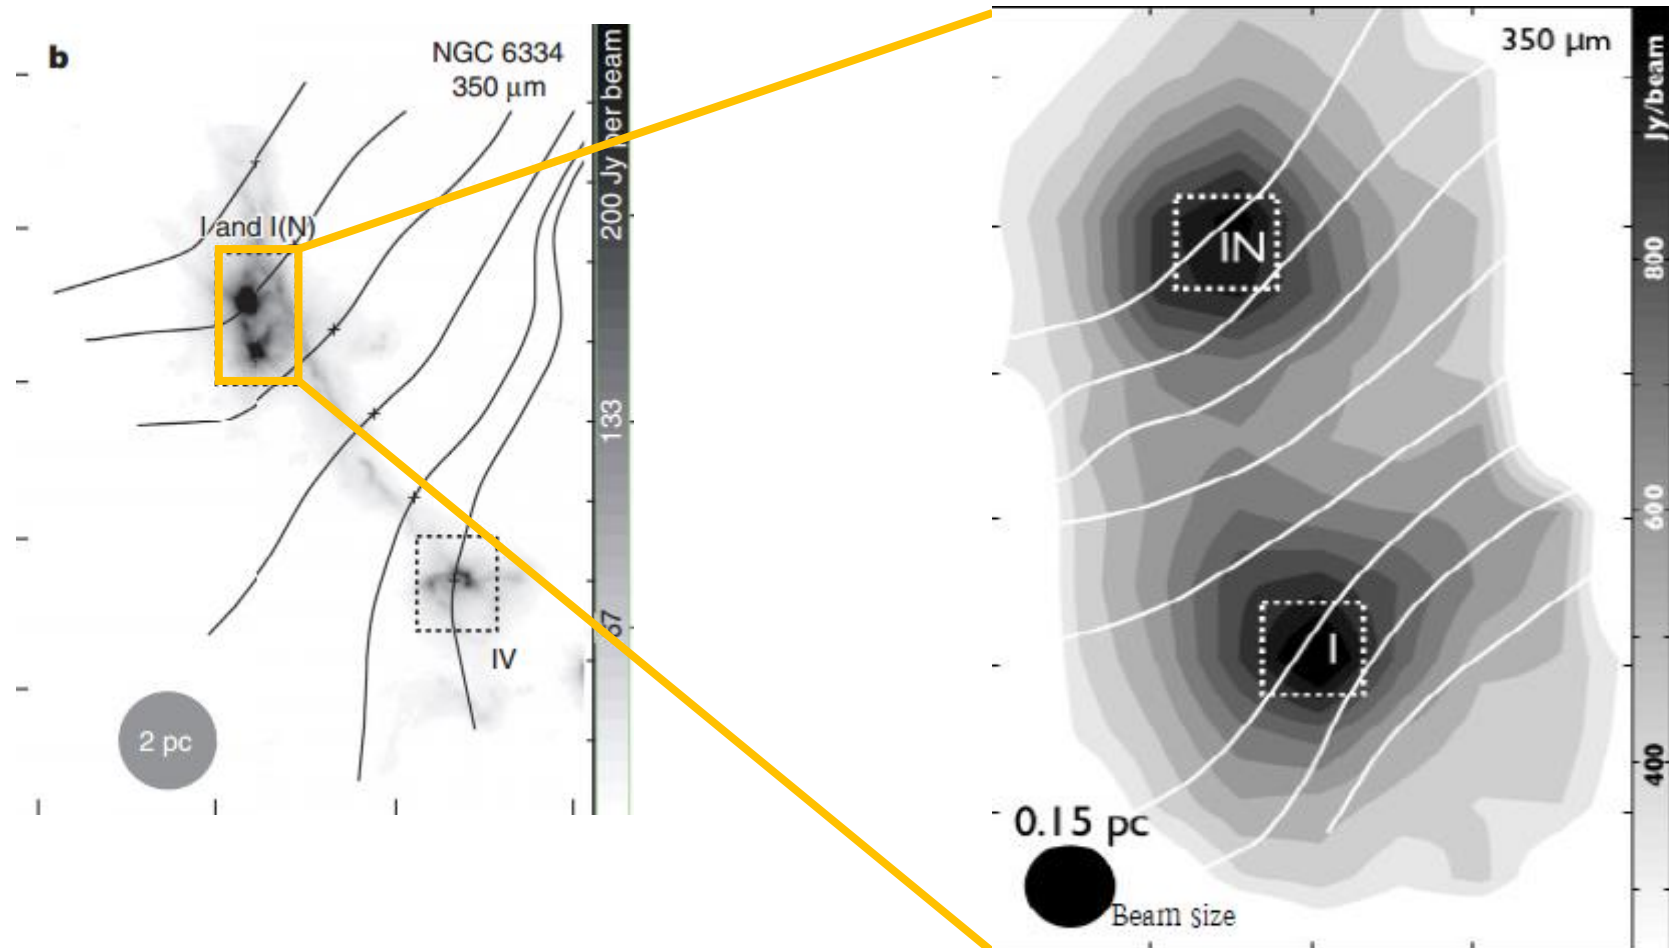 b
NGC 6334
350 μm
I and I(N)
IV
2 pc
200 Jy per beam
133
67
350 μm
IN
I
0.15 pc
Beam size
Jy/beam
800
600
400